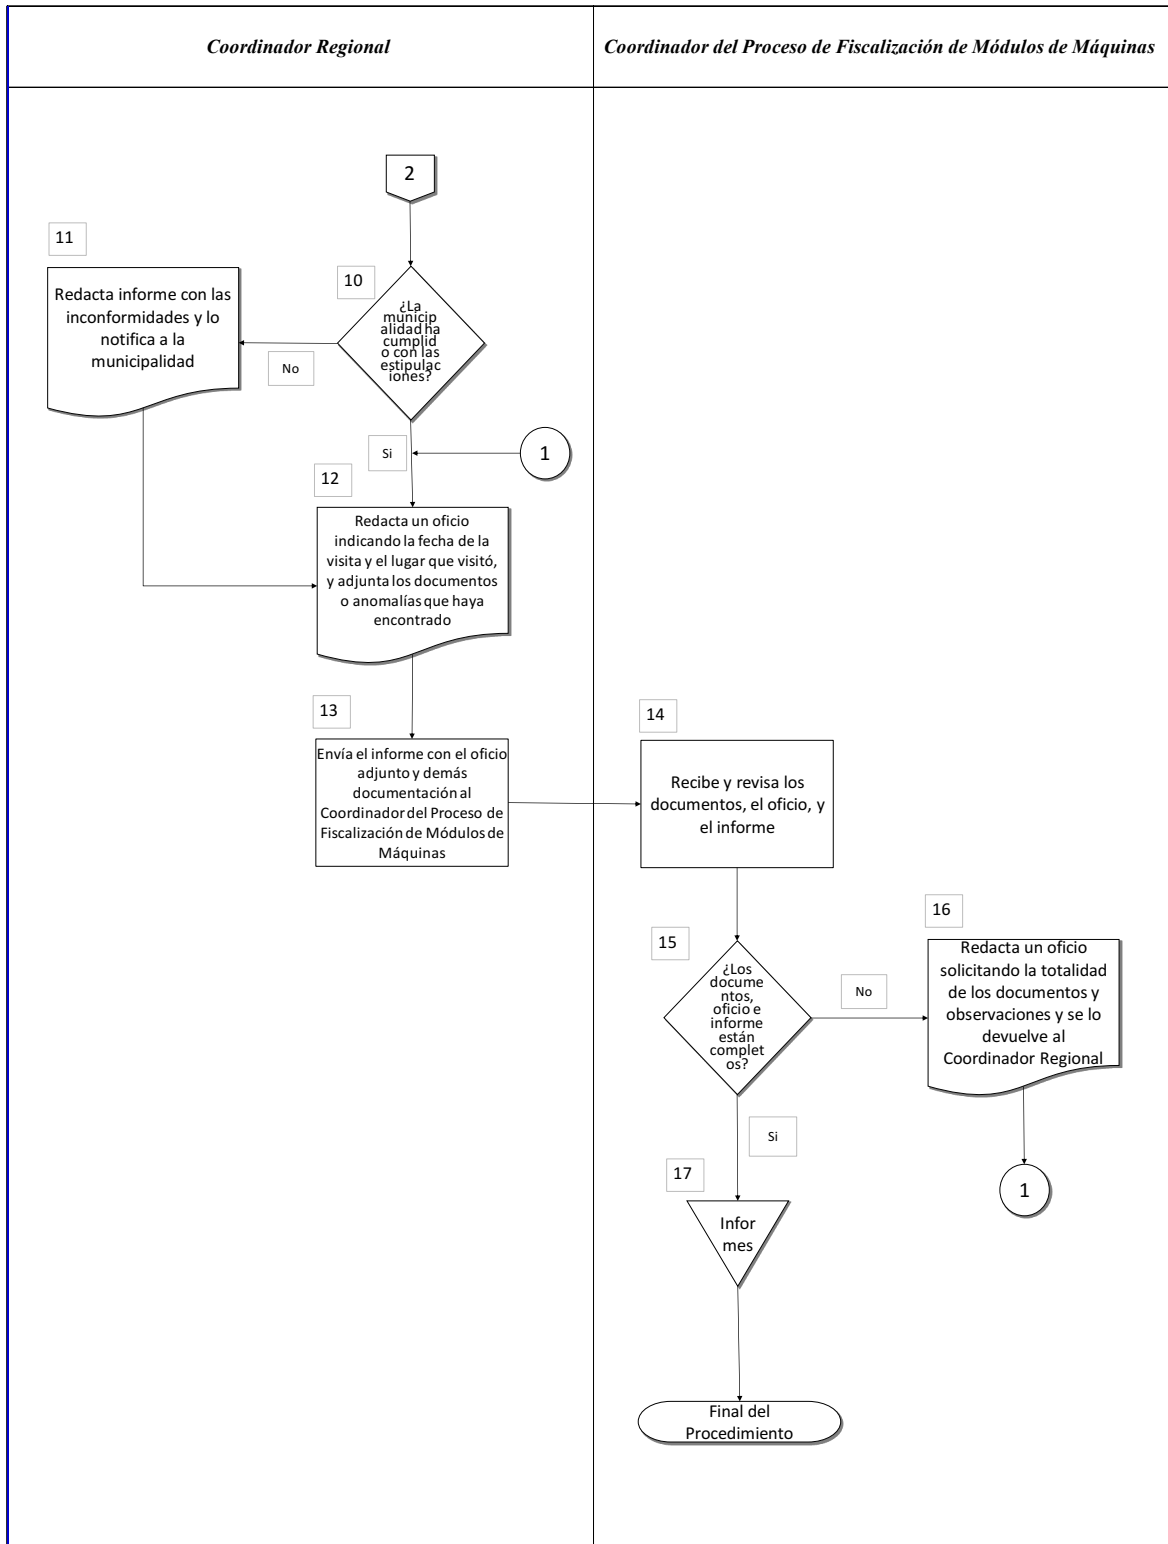 Coordinador Regional
Coordinador del Proceso de Fiscalización de Módulos de Máquinas
2
11
Redacta informe con las
inconformidades y lo
notifica a la
municipalidad
10
¿La
municip
alidad ha
cumplid
o con las
estipulac
iones?
No
Si
1
12
Redacta un oficio
indicando la fecha de la
visita y el lugar que visitó,
y adjunta los documentos
o anomalías que haya
encontrado
13
Envía el informe con el oficio
adjunto y demás
documentación al
Coordinador del Proceso de
Fiscalización de Módulos de
Máquinas
14
Recibe y revisa los
documentos, el oficio, y
el informe
15
¿Los
docume
ntos,
oficio e
informe
están
complet
os?
No
16
Redacta un oficio
solicitando la totalidad
de los documentos y
observaciones y se lo
devuelve al
Coordinador Regional
Si
1
17
Infor
mes
Final del
Procedimiento